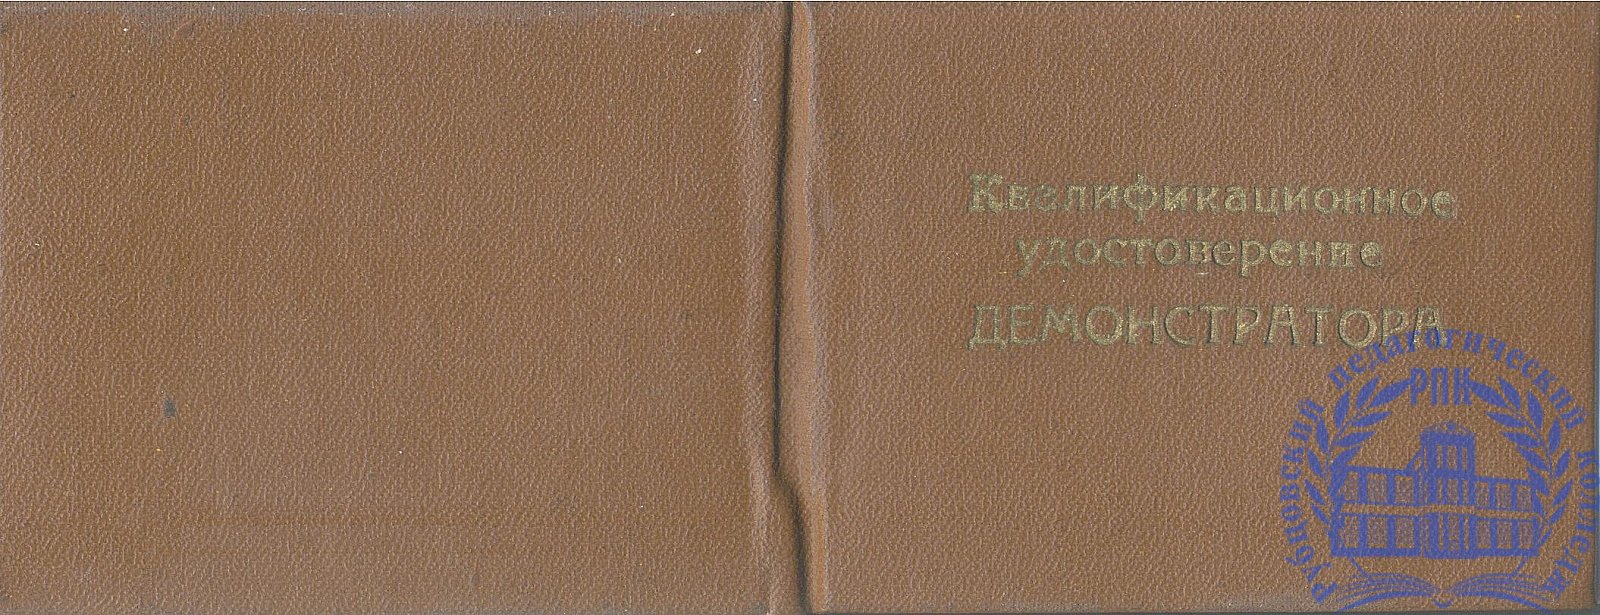 Квалификационное
удостоверение
ДЕМОНСТРАТОРА
Рубцовский педагогический колледж
РПК